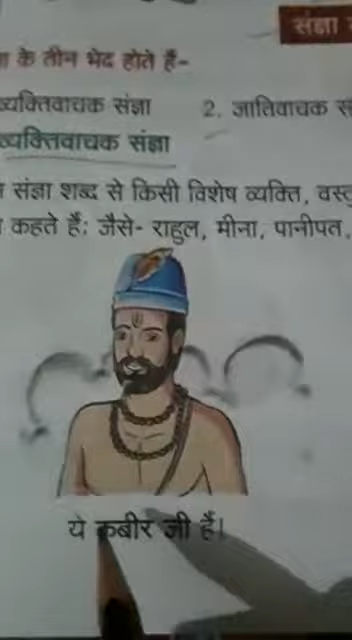 संज्ञा
के तीन भेद होते हैं-
व्यक्तिवाचक संज्ञा 2. जातिवाचक
व्यक्तिवाचक संज्ञा
संज्ञा शब्द से किसी विशेष व्यक्ति,
कहते हैं; जैसे- राहुल, मीना, पानीपत,
ये कबीर जी हैं।